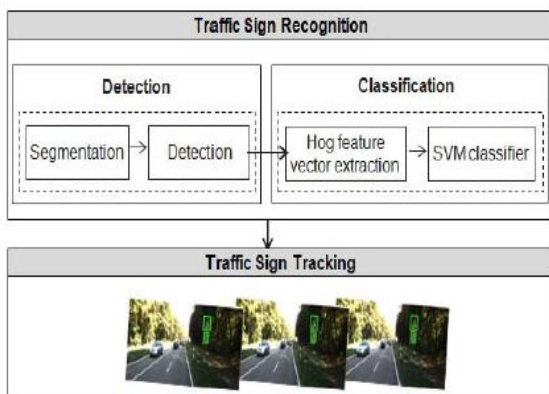 Traffic Sign Recognition
Detection
Classification
Segmentation
Detection
Hog feature
vector extraction
SVM classifier
Traffic Sign Tracking